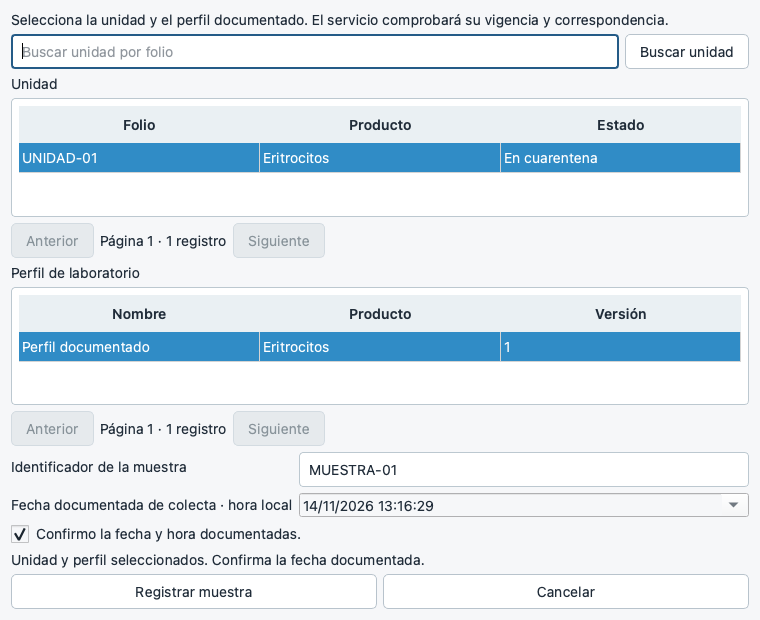 Selecciona la unidad y el perfil documentado. El servicio comprobará su vigencia y correspondencia.
Buscar unidad por folio Buscar unidad
Unidad
Folio Producto Estado
UNIDAD-01 Eritrocitos En cuarentena
Anterior Página 1 · 1 registro Siguiente
Perfil de laboratorio
Nombre Producto Versión
Perfil documentado Eritrocitos 1
Anterior Página 1 · 1 registro Siguiente
Identificador de la muestra MUESTRA-01
Fecha documentada de colecta · hora local 14/11/2026 13:16:29
Confirmo la fecha y hora documentadas.
Unidad y perfil seleccionados. Confirma la fecha documentada.
Registrar muestra Cancelar